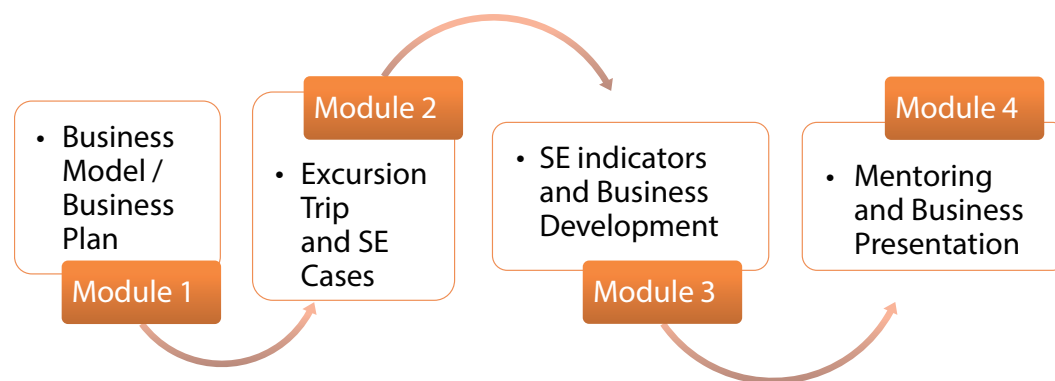 • Business
Model /
Business
Plan
Module 1
Module 2
• Excursion
Trip
and SE
Cases
• SE indicators
and Business
Development
Module 3
Module 4
• Mentoring
and Business
Presentation